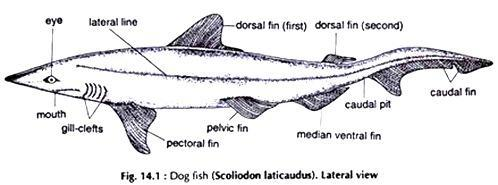 eye
lateral line
dorsal fin (first)
dorsal fin (second)
mouth
gill-clefts
pectoral fin
pelvic fin
median ventral fin
caudal pit
caudal fin
Fig. 14.1 : Dog fish (Scoliodon laticaudus). Lateral view